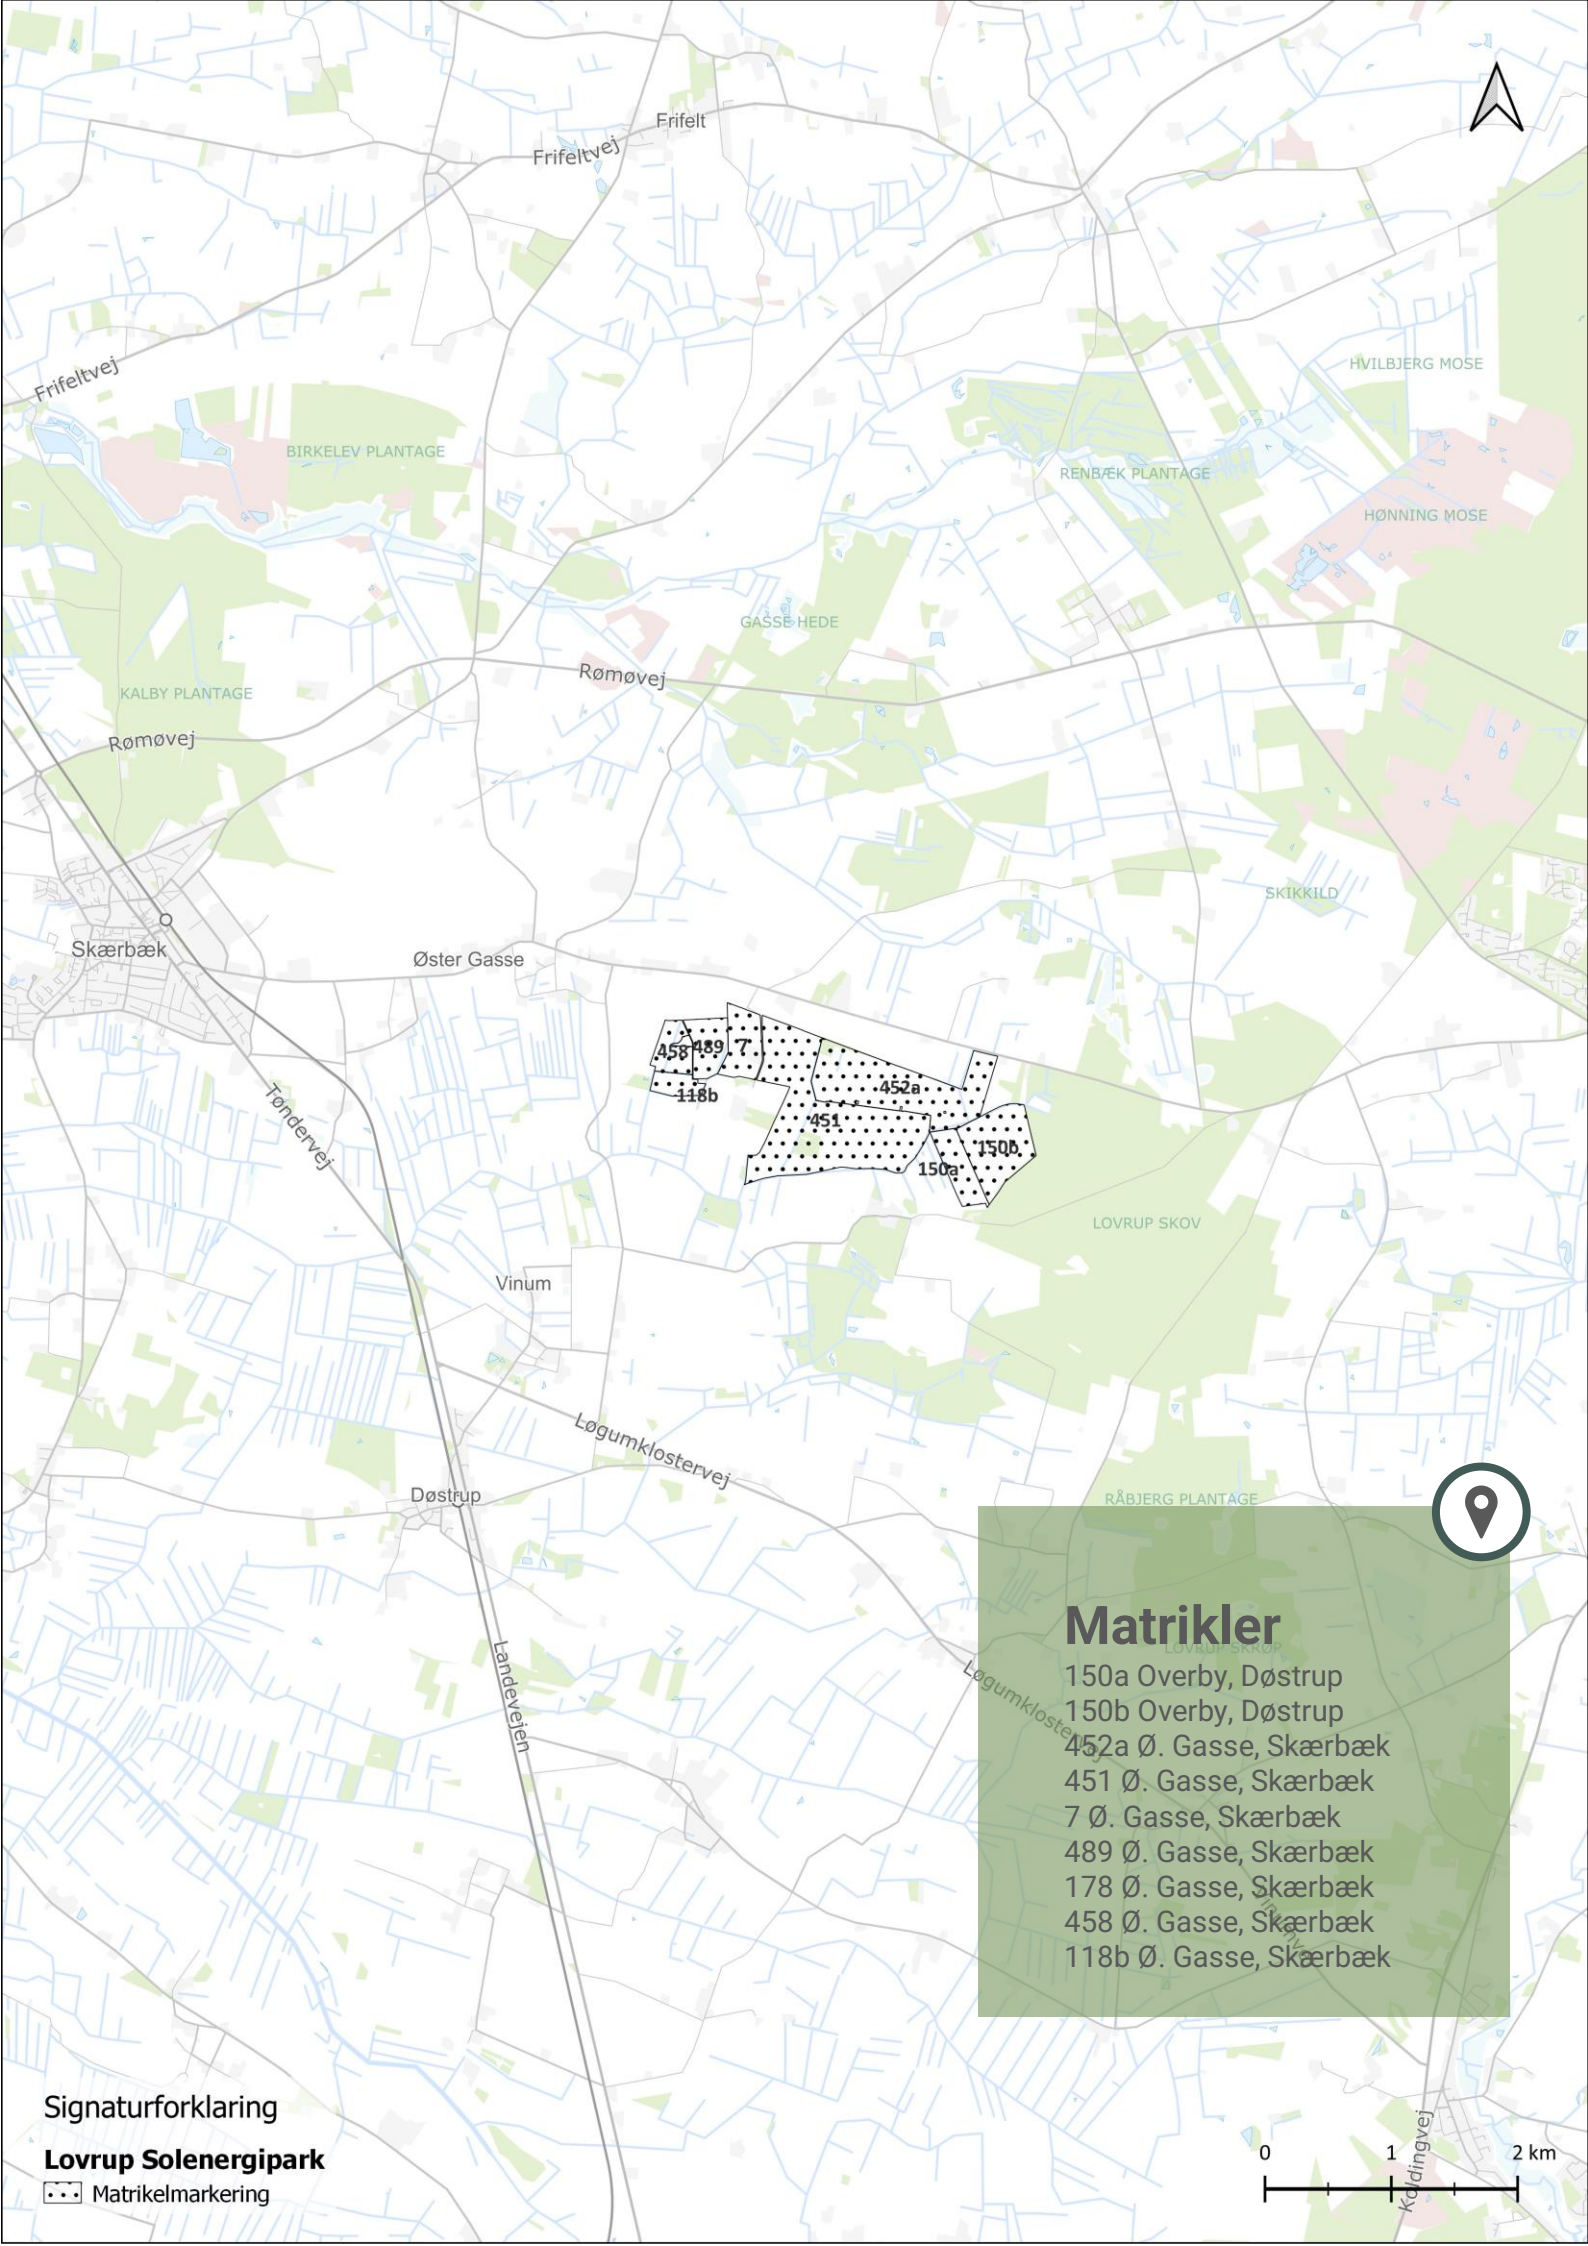 Frifelt
Frifeltvej
Frifeltvej
HVILBJERG MOSE
BIRKELEV PLANTAGE
RENBÆK PLANTAGE
HØNNING MOSE
GASSE HEDE
Rømøvej
KALBY PLANTAGE
Rømøvej
SKIKKILD
Skærbæk
Øster Gasse
458
489
7
118b
452a
451
150b
150a
Tøndervej
LOVRUP SKOV
Vinum
Løgumklostervej
Døstrup
RÅBJERG PLANTAGE
Landevejen
Løgumklostervej
Matrikler
LOVRUP SKRØP
150a Overby, Døstrup
150b Overby, Døstrup
452a Ø. Gasse, Skærbæk
451 Ø. Gasse, Skærbæk
7 Ø. Gasse, Skærbæk
489 Ø. Gasse, Skærbæk
178 Ø. Gasse, Skærbæk
458 Ø. Gasse, Skærbæk
118b Ø. Gasse, Skærbæk
Signaturforklaring
Lovrup Solenergipark
Matrikelmarkering
Koldingvej
0 1 2 km